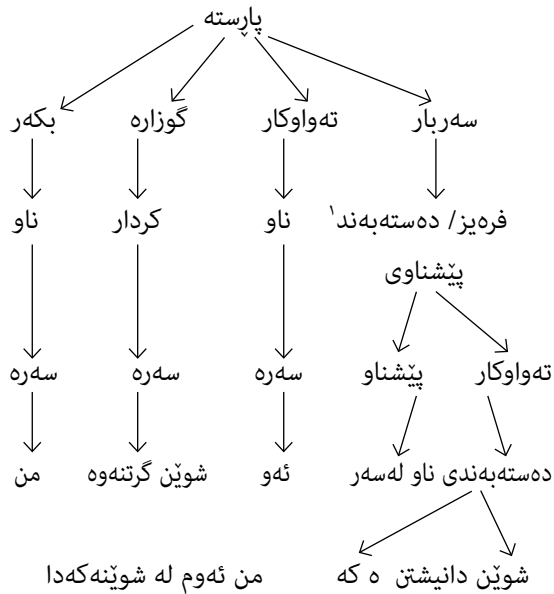 پاڕستە
سەربار تەواوکار گوزارە بکەر
فرەیز/ دەستەبەند١ ناو کردار ناو
پێشناوی
تەواوکار پێشناو سەرە سەرە سەرە
دەستەبەندی ناو لەسەر ئەو شوێن گرتنەوە من
شوێن دانیشتن ە کە من ئەوم لە شوێنەکەدا